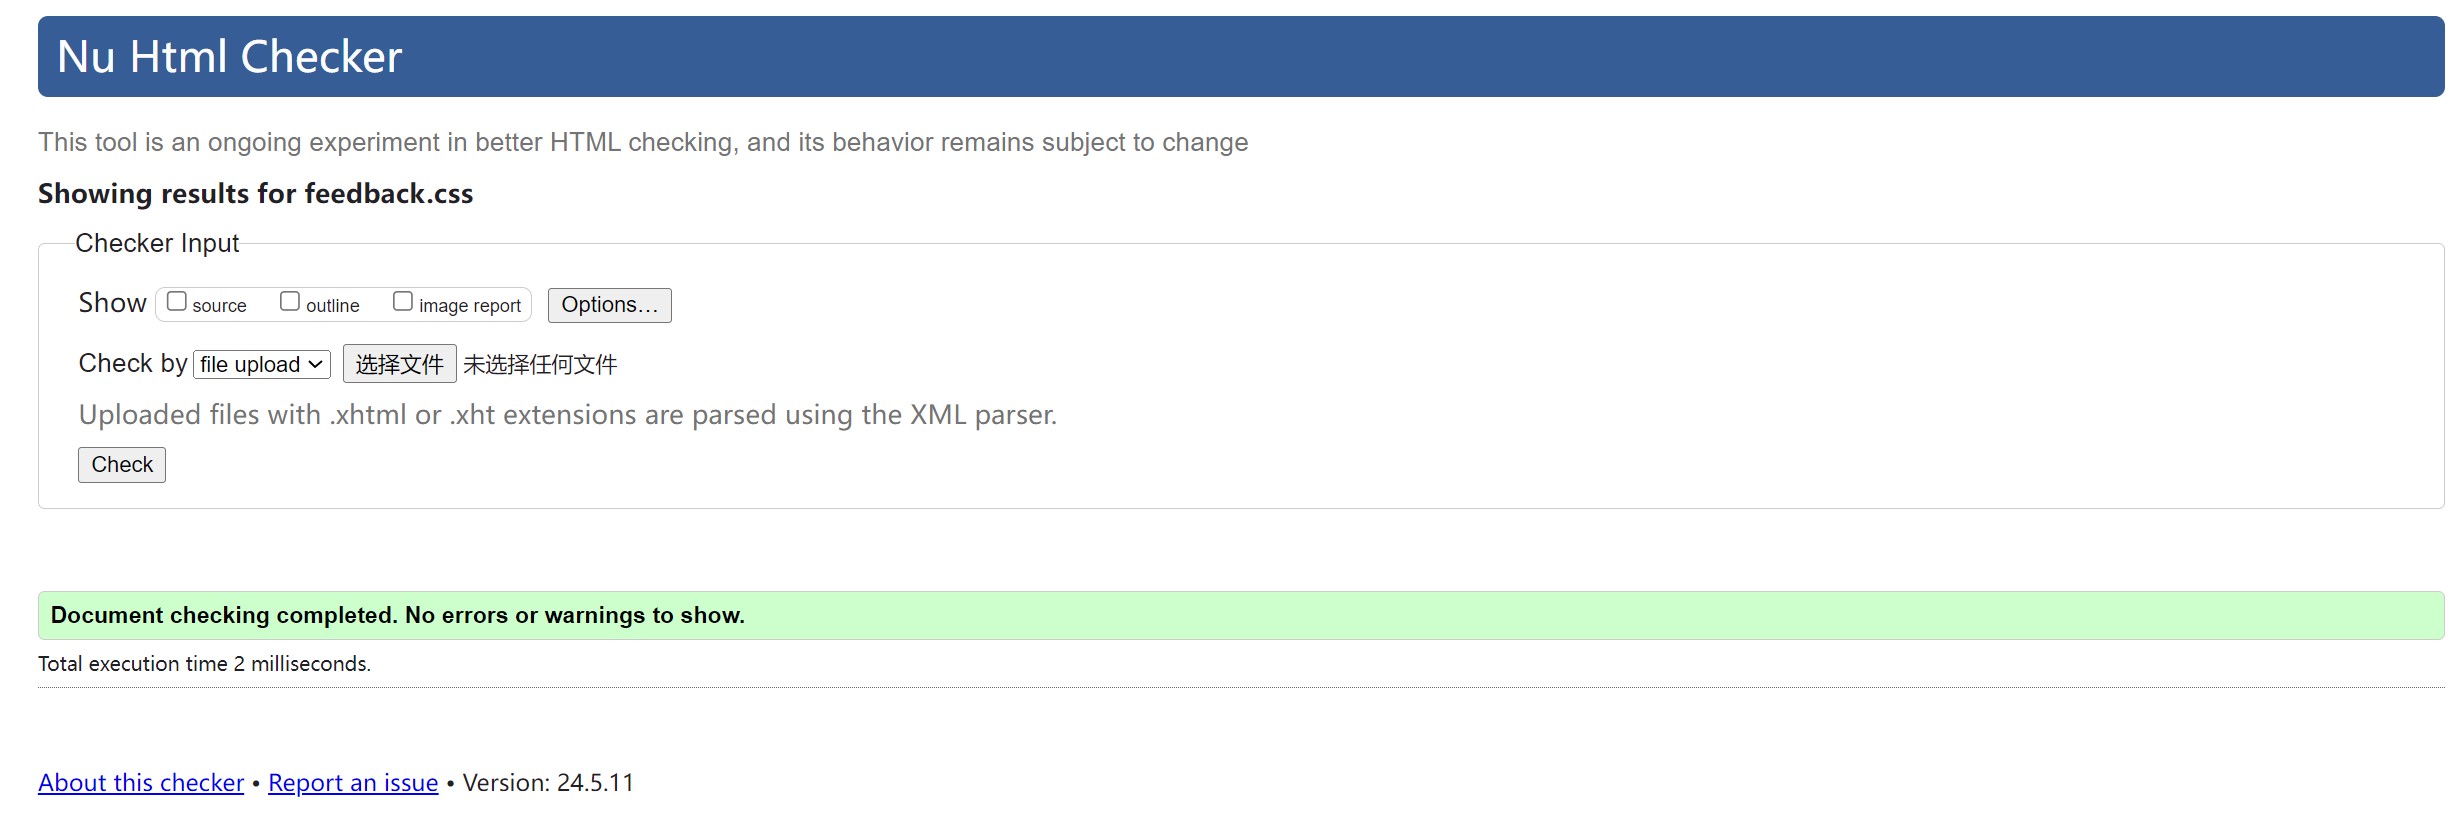 Nu Html Checker
This tool is an ongoing experiment in better HTML checking, and its behavior remains subject to change
Showing results for feedback.css
Checker Input
Show source outline image report Options…
Check by file upload 选择文件 未选择任何文件
Uploaded files with .xhtml or .xht extensions are parsed using the XML parser.
Check
Document checking completed. No errors or warnings to show.
Total execution time 2 milliseconds.
About this checker • Report an issue • Version: 24.5.11